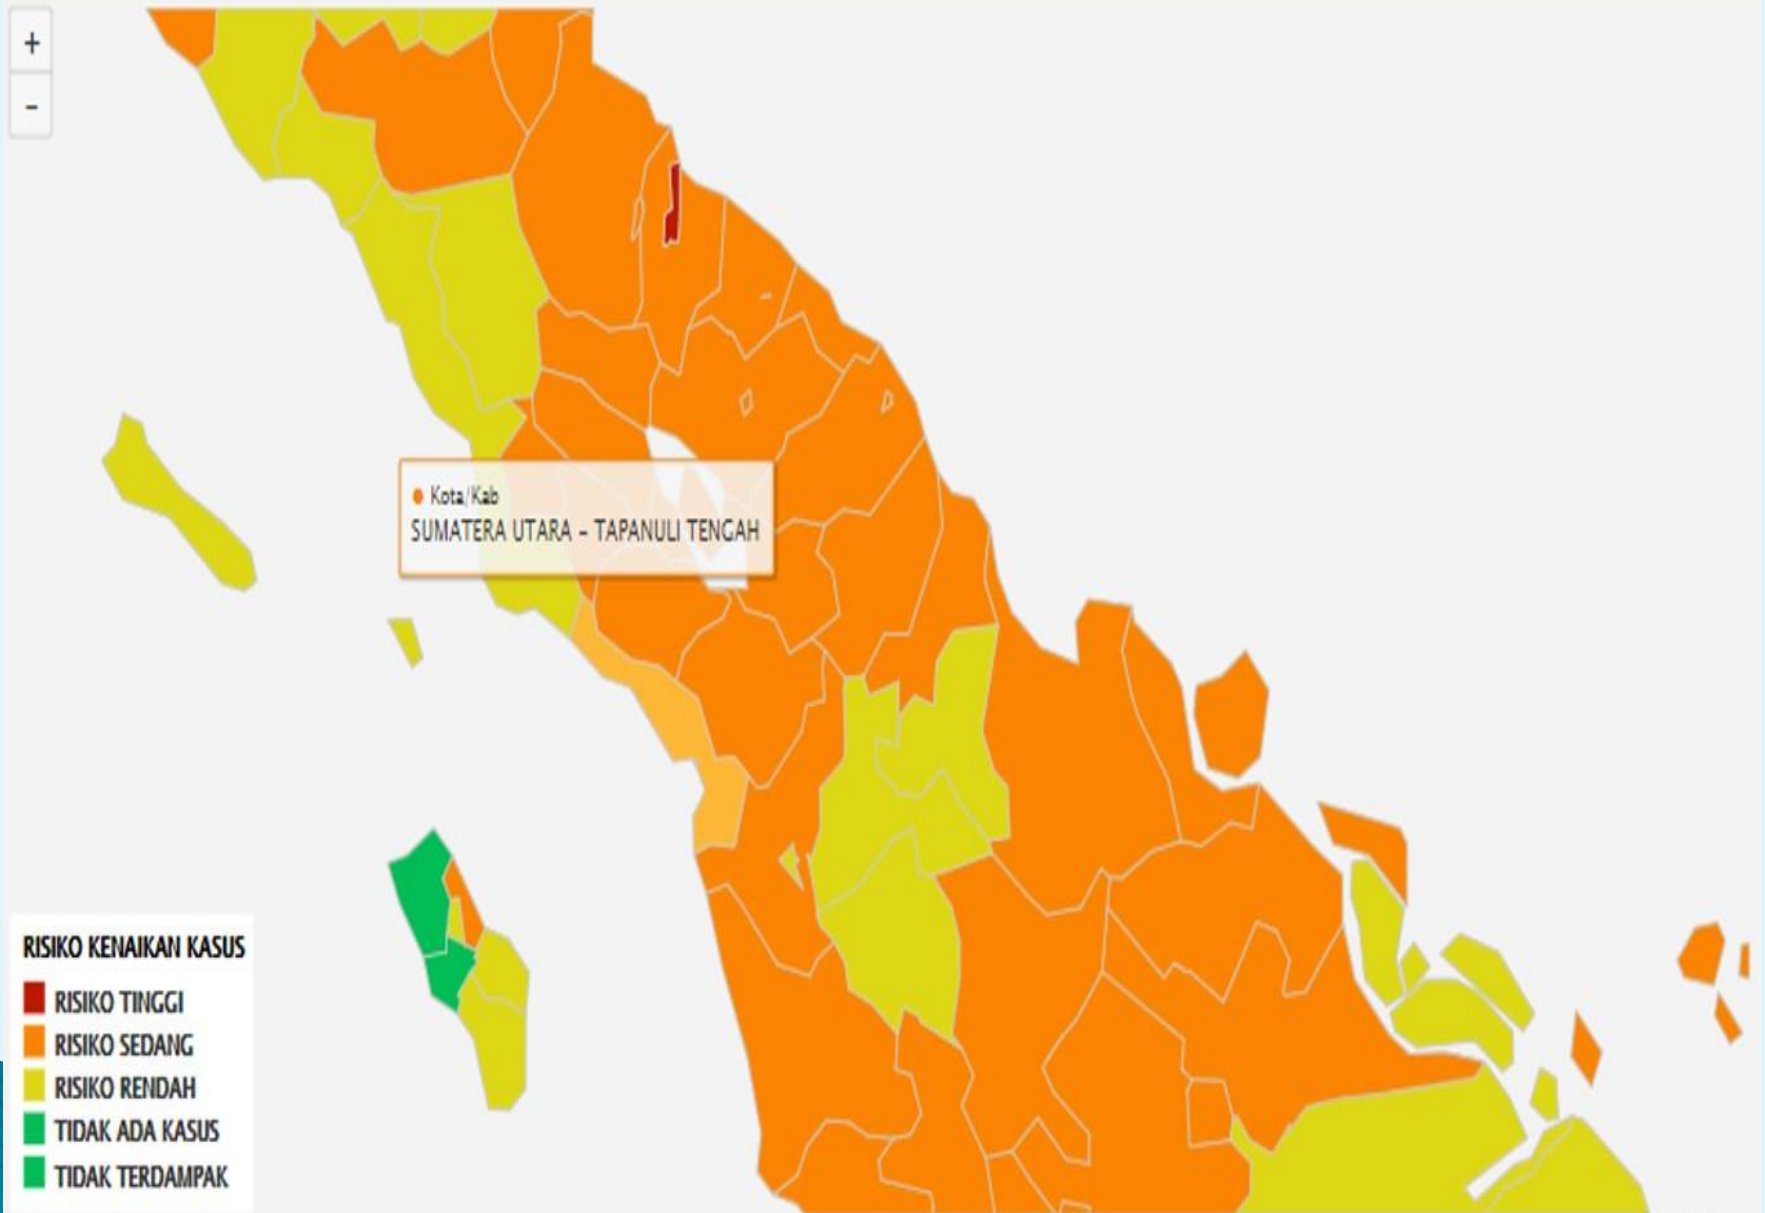 +
-
Kota/Kab
SUMATERA UTARA - TAPANULI TENGAH
RISIKO KENAIKAN KASUS
RISIKO TINGGI
RISIKO SEDANG
RISIKO RENDAH
TIDAK ADA KASUS
TIDAK TERDAMPAK